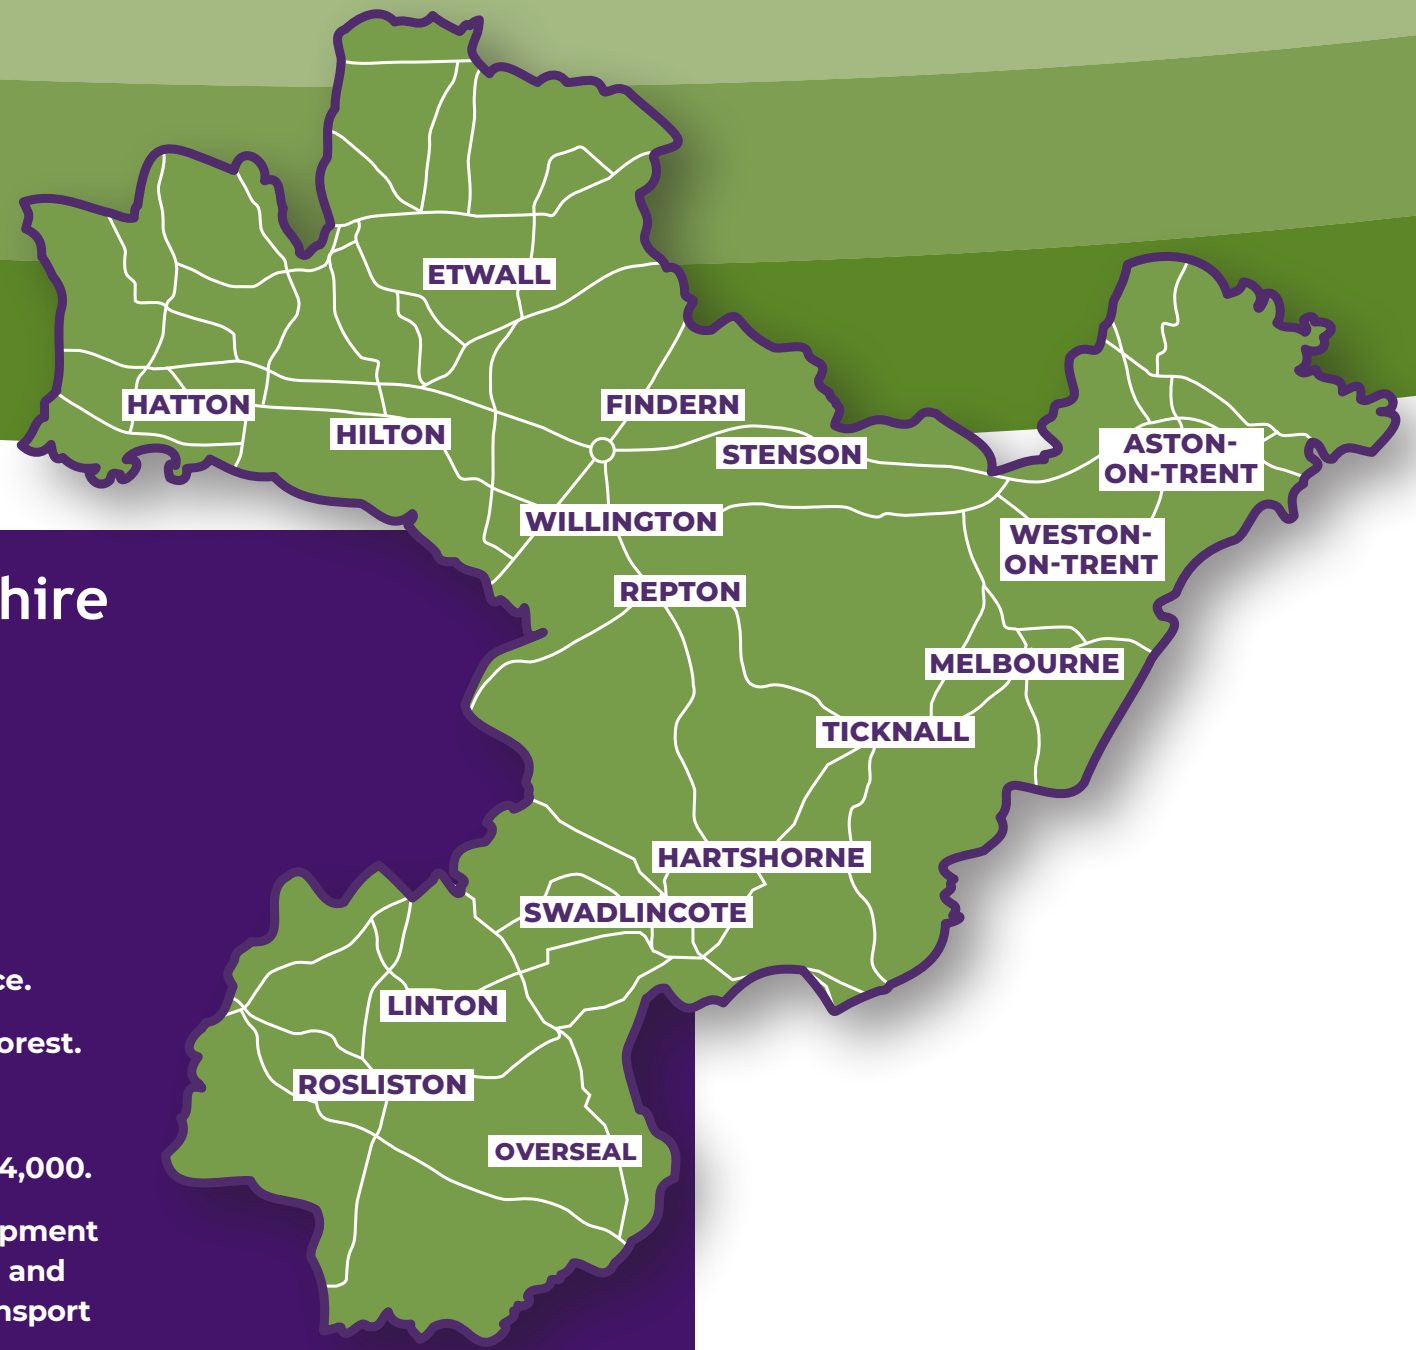 ETWALL
HATTON
FINDERN
HILTON
STENSON
ASTON-
ON-TRENT
WILLINGTON
WESTON-
ON-TRENT
REPTON
MELBOURNE
TICKNALL
HARTSHORNE
SWADLINCOTE
LINTON
ROSLISTON
OVERSEAL
hire
ce.
orest.
4,000.
pment
and
nsport